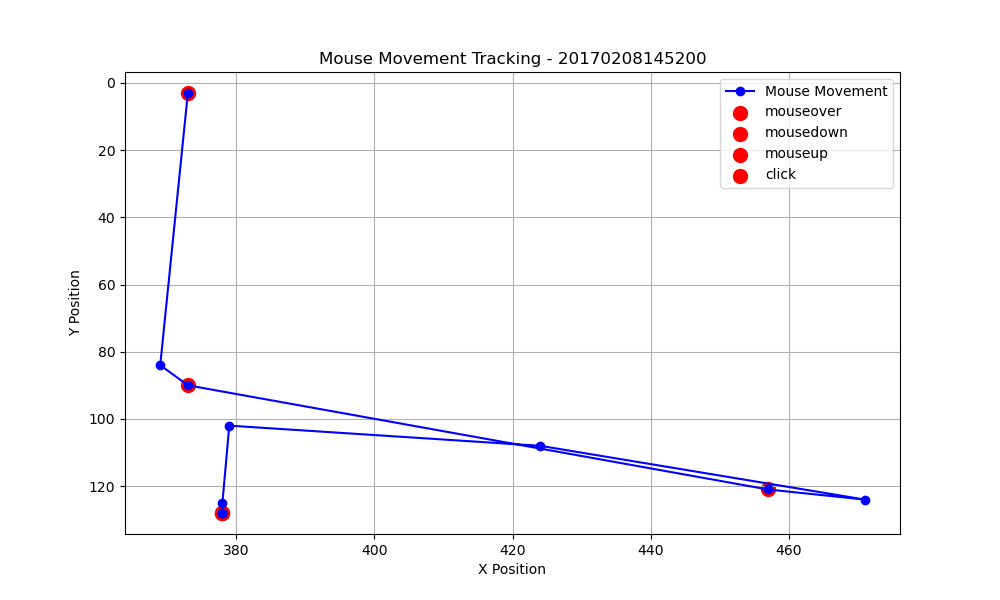 Mouse Movement Tracking - 20170208145200
Mouse Movement
mouseover
mousedown
mouseup
click
0
20
40
60
80
100
120
Y Position
380 400 420 440 460
X Position